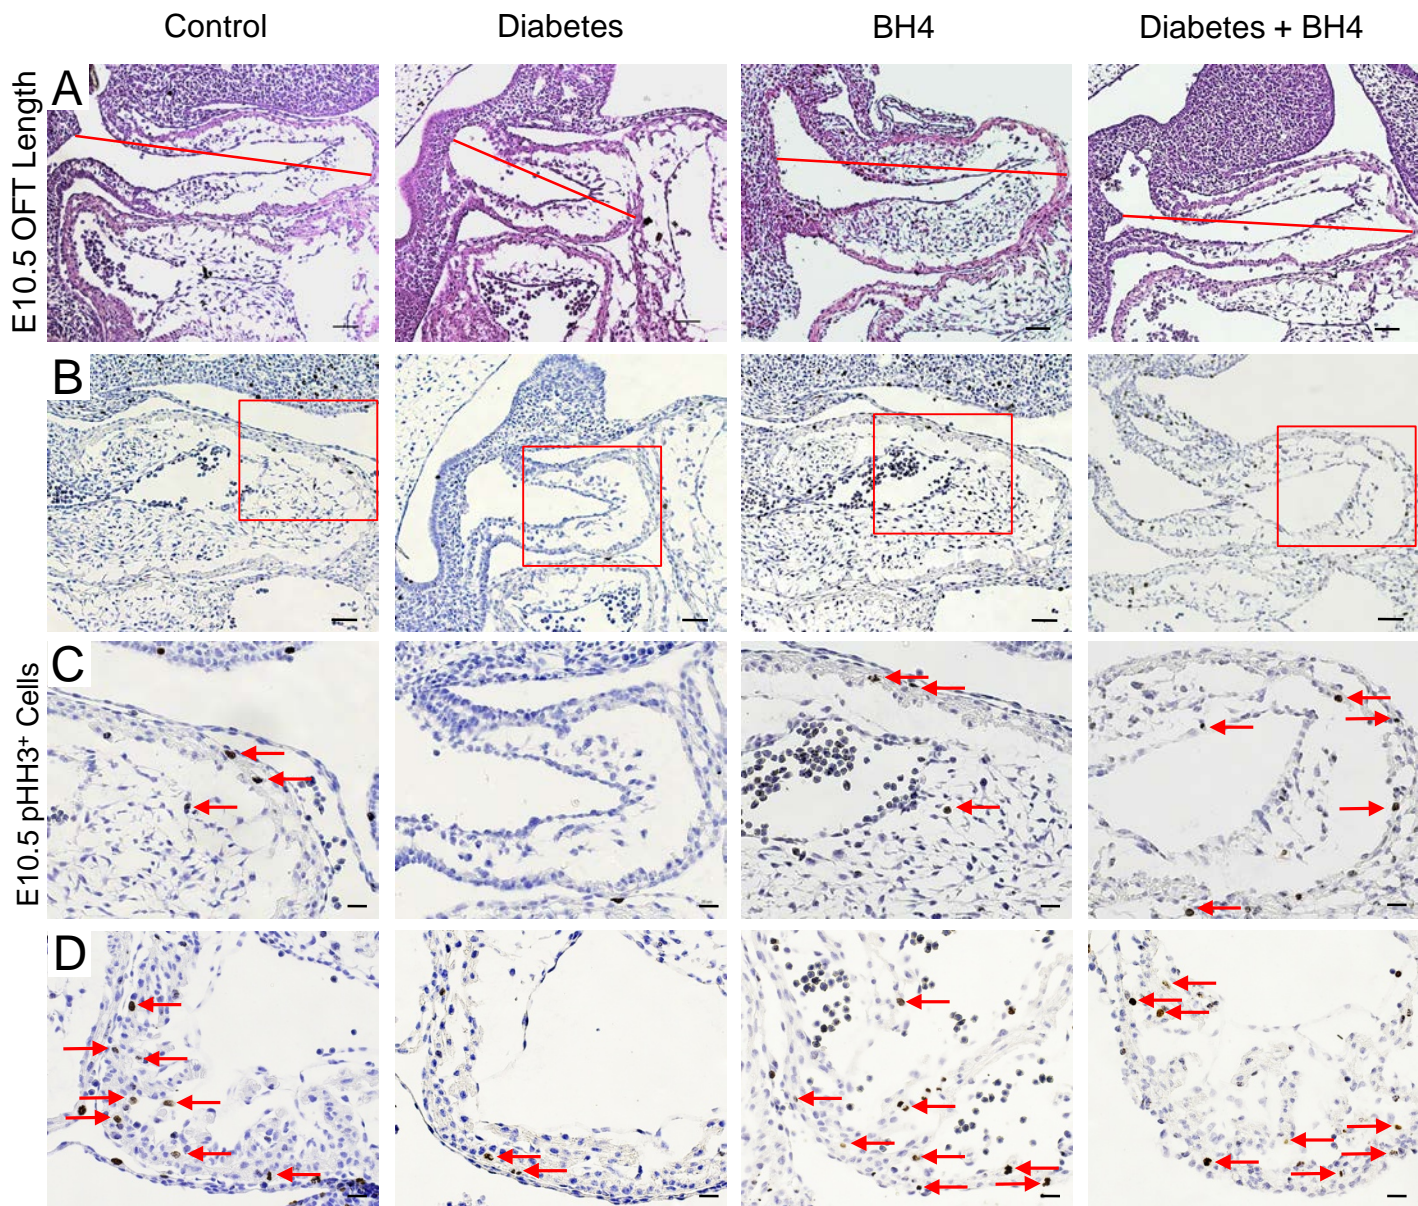 Control
Diabetes
BH4
Diabetes + BH4
E10.5 OFT Length
A
B
E10.5 pHH3⁺ Cells
C
D